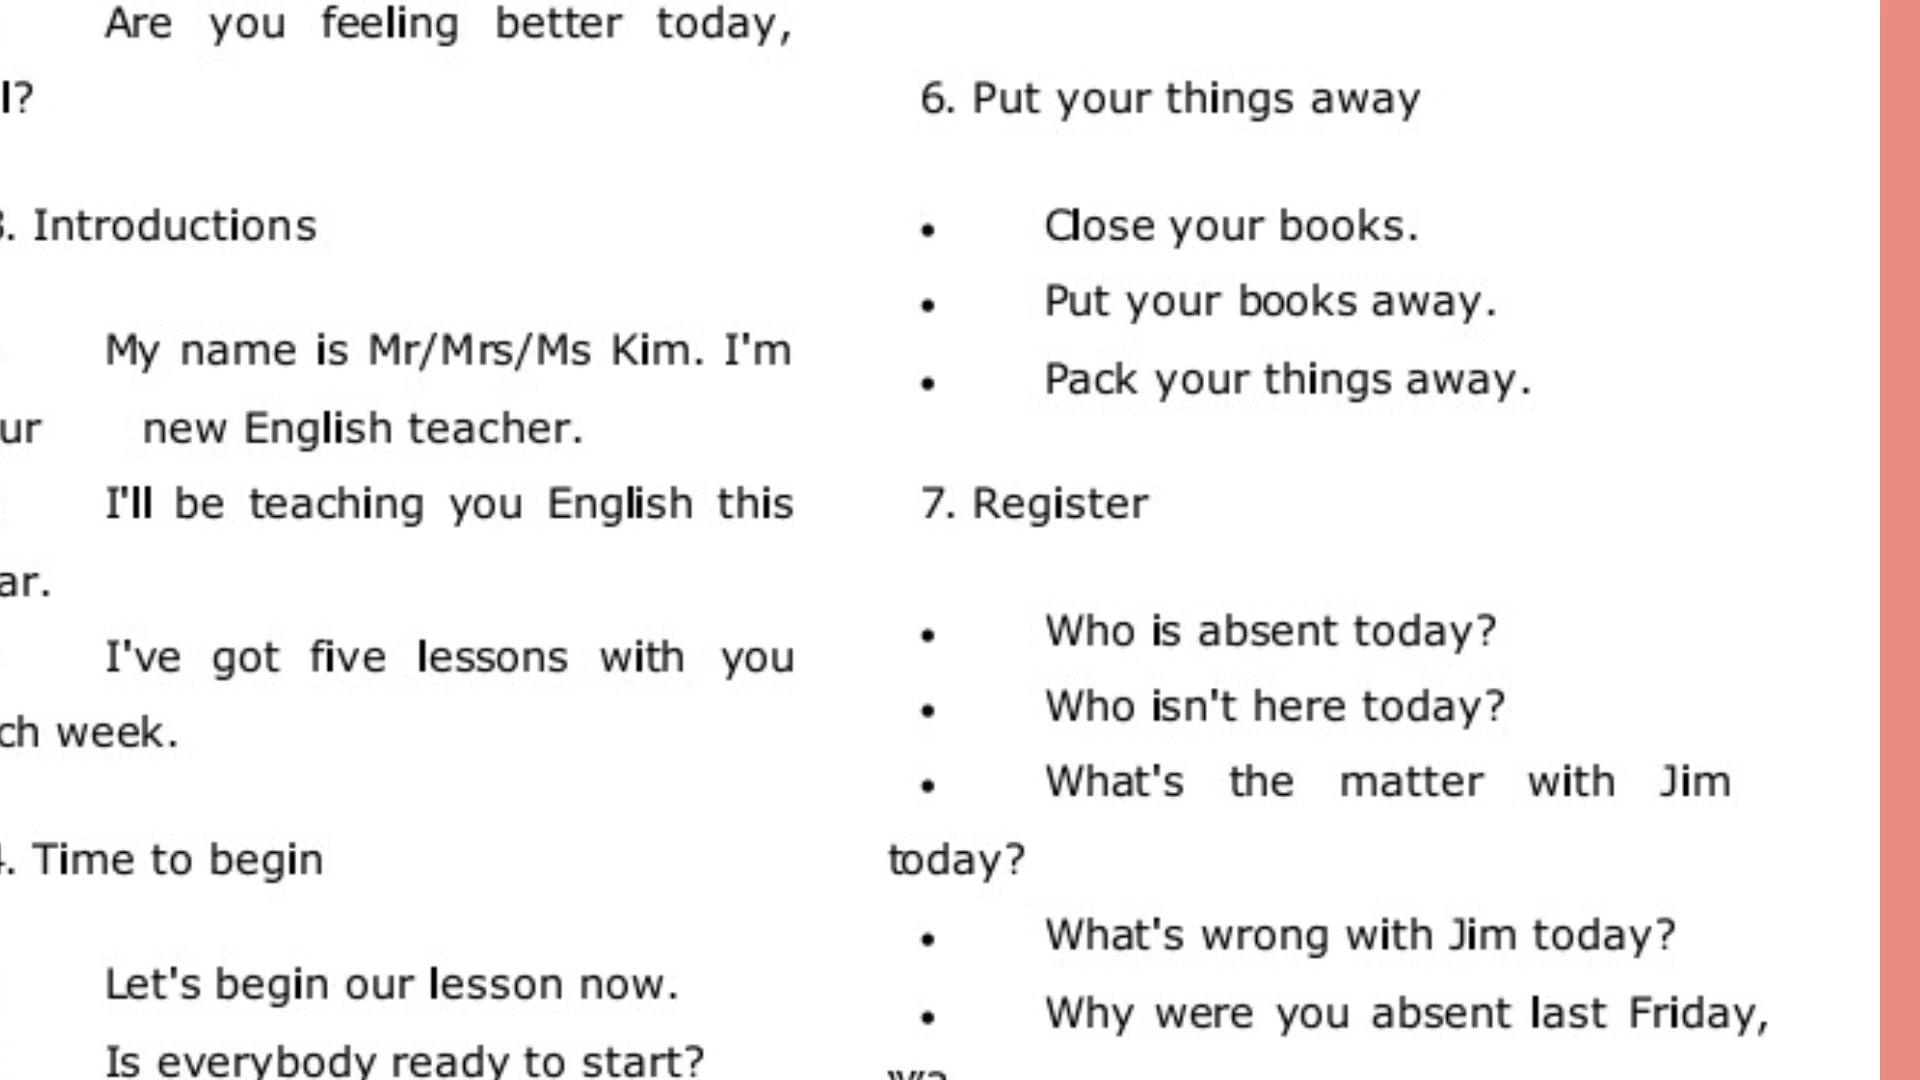 Are you feeling better today,
l?
3. Introductions
My name is Mr/Mrs/Ms Kim. I'm
ur new English teacher.
I'll be teaching you English this
ar.
I've got five lessons with you
ch week.
4. Time to begin
Let's begin our lesson now.
Is everybody ready to start?
6. Put your things away
• Close your books.
• Put your books away.
• Pack your things away.
7. Register
• Who is absent today?
• Who isn't here today?
• What's the matter with Jim
today?
• What's wrong with Jim today?
• Why were you absent last Friday,